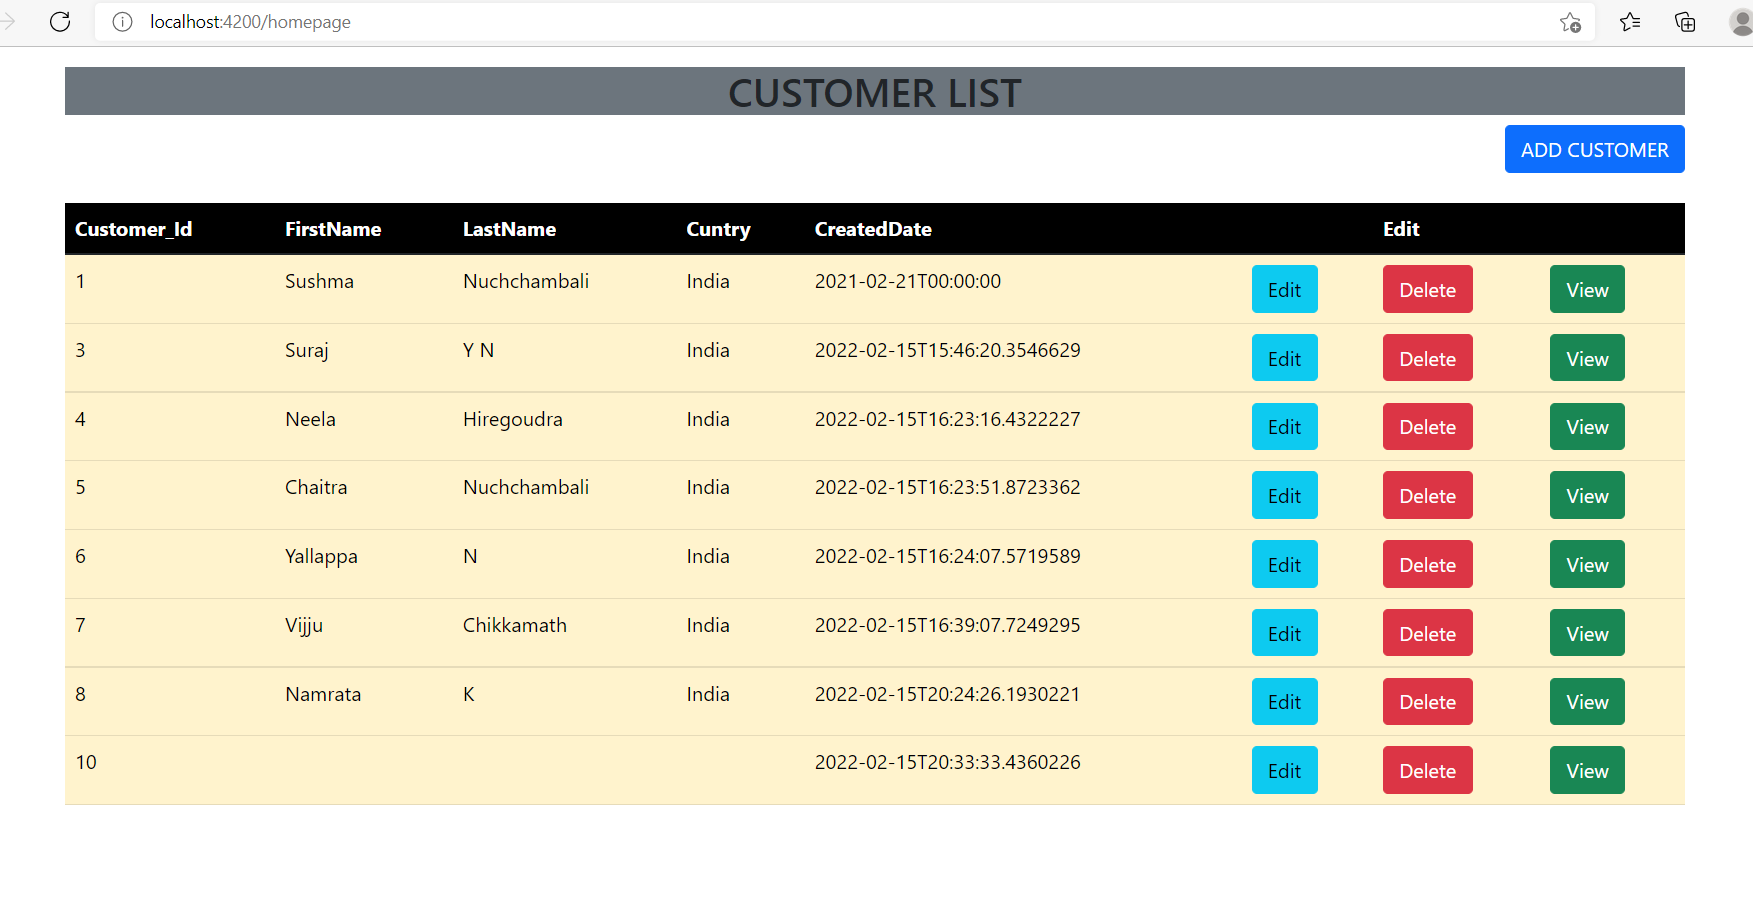 localhost:4200/homepage
CUSTOMER LIST
ADD CUSTOMER
Customer_Id FirstName LastName Cuntry CreatedDate Edit
1 Sushma Nuchchambali India 2021-02-21T00:00:00 Edit Delete View
3 Suraj Y N India 2022-02-15T15:46:20.3546629 Edit Delete View
4 Neela Hiregoudra India 2022-02-15T16:23:16.4322227 Edit Delete View
5 Chaitra Nuchchambali India 2022-02-15T16:23:51.8723362 Edit Delete View
6 Yallappa N India 2022-02-15T16:24:07.5719589 Edit Delete View
7 Vijju Chikkamath India 2022-02-15T16:39:07.7249295 Edit Delete View
8 Namrata K India 2022-02-15T20:24:26.1930221 Edit Delete View
10 2022-02-15T20:33:33.4360226 Edit Delete View